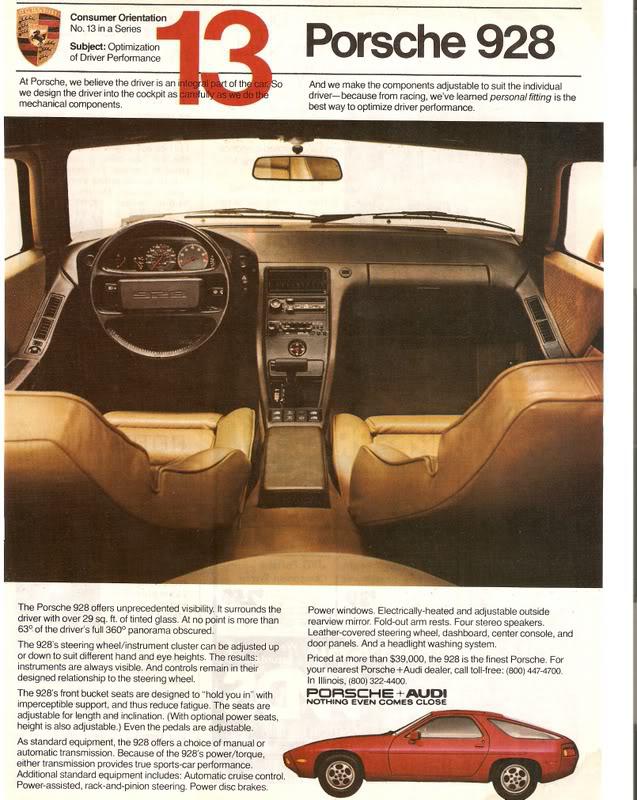 Consumer Orientation
No. 13 in a Series
Subject: Optimization
of Driver Performance
13
Porsche 928
At Porsche, we believe the driver is an integral part of the car. So
we design the driver into the cockpit as carefully as we do the
mechanical components.
And we make the components adjustable to suit the individual
driver—because from racing, we've learned personal fitting is the
best way to optimize driver performance.
The Porsche 928 offers unprecedented visibility. It surrounds the
driver with over 29 sq. ft. of tinted glass. At no point is more than
63° of the driver's full 360° panorama obscured.
The 928's steering wheel/instrument cluster can be adjusted up
or down to suit different hand and eye heights. The results:
instruments are always visible. And controls remain in their
designed relationship to the steering wheel.
The 928's front bucket seats are designed to "hold you in" with
imperceptible support, and thus reduce fatigue. The seats are
adjustable for length and inclination. (With optional power seats,
height is also adjustable.) Even the pedals are adjustable.
As standard equipment, the 928 offers a choice of manual or
automatic transmission. Because of the 928's power/torque,
either transmission provides true sports-car performance.
Additional standard equipment includes: Automatic cruise control.
Power-assisted, rack-and-pinion steering. Power disc brakes.
Power windows. Electrically-heated and adjustable outside
rearview mirror. Fold-out arm rests. Four stereo speakers.
Leather-covered steering wheel, dashboard, center console, and
door panels. And a headlight washing system.
Priced at more than $39,000, the 928 is the finest Porsche. For
your nearest Porsche+Audi dealer, call toll-free: (800) 447-4700.
In Illinois, (800) 322-4400.
PORSCHE+AUDI
NOTHING EVEN COMES CLOSE